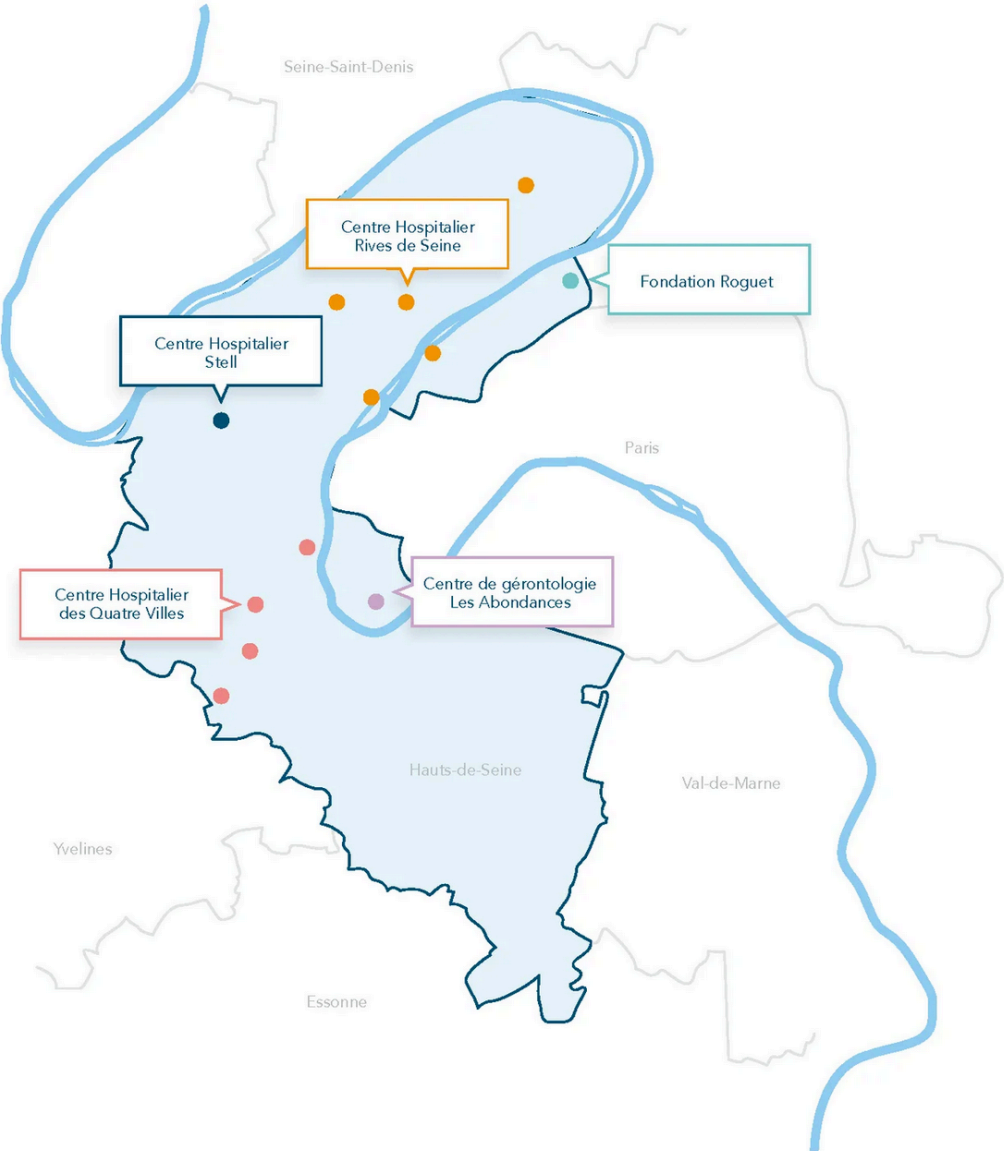 Seine-Saint-Denis
Centre Hospitalier
Rives de Seine
Fondation Roguet
Centre Hospitalier
Stell
Paris
Centre Hospitalier
des Quatre Villes
Centre de gérontologie
Les Abondances
Hauts-de-Seine
Val-de-Marne
Yvelines
Essonne